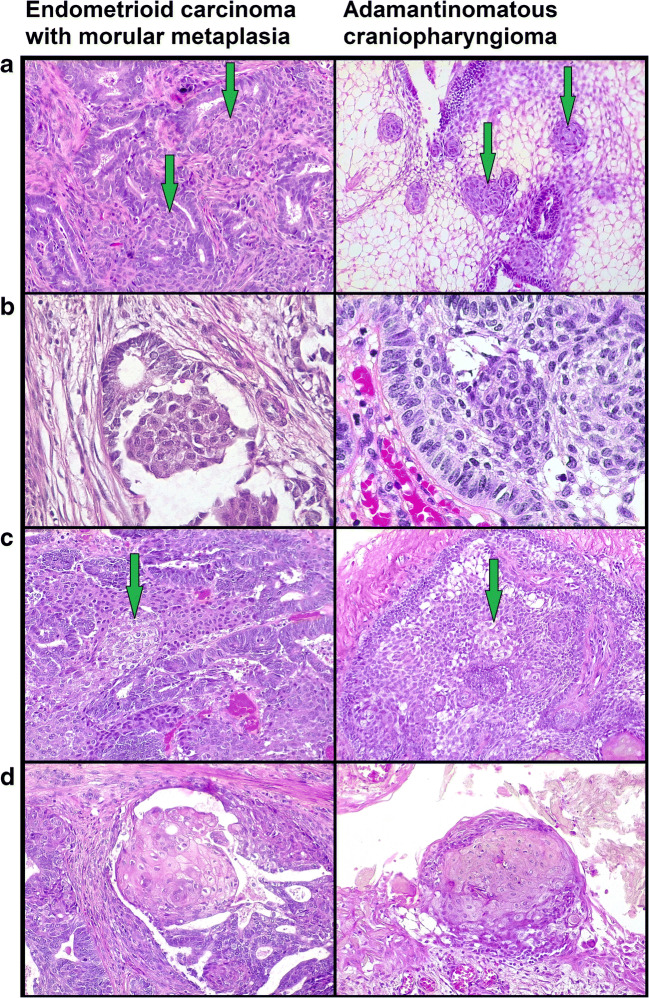 Endometrioid carcinoma
with morular metaplasia
Adamantinomatous
craniopharyngioma
a
b
c
d